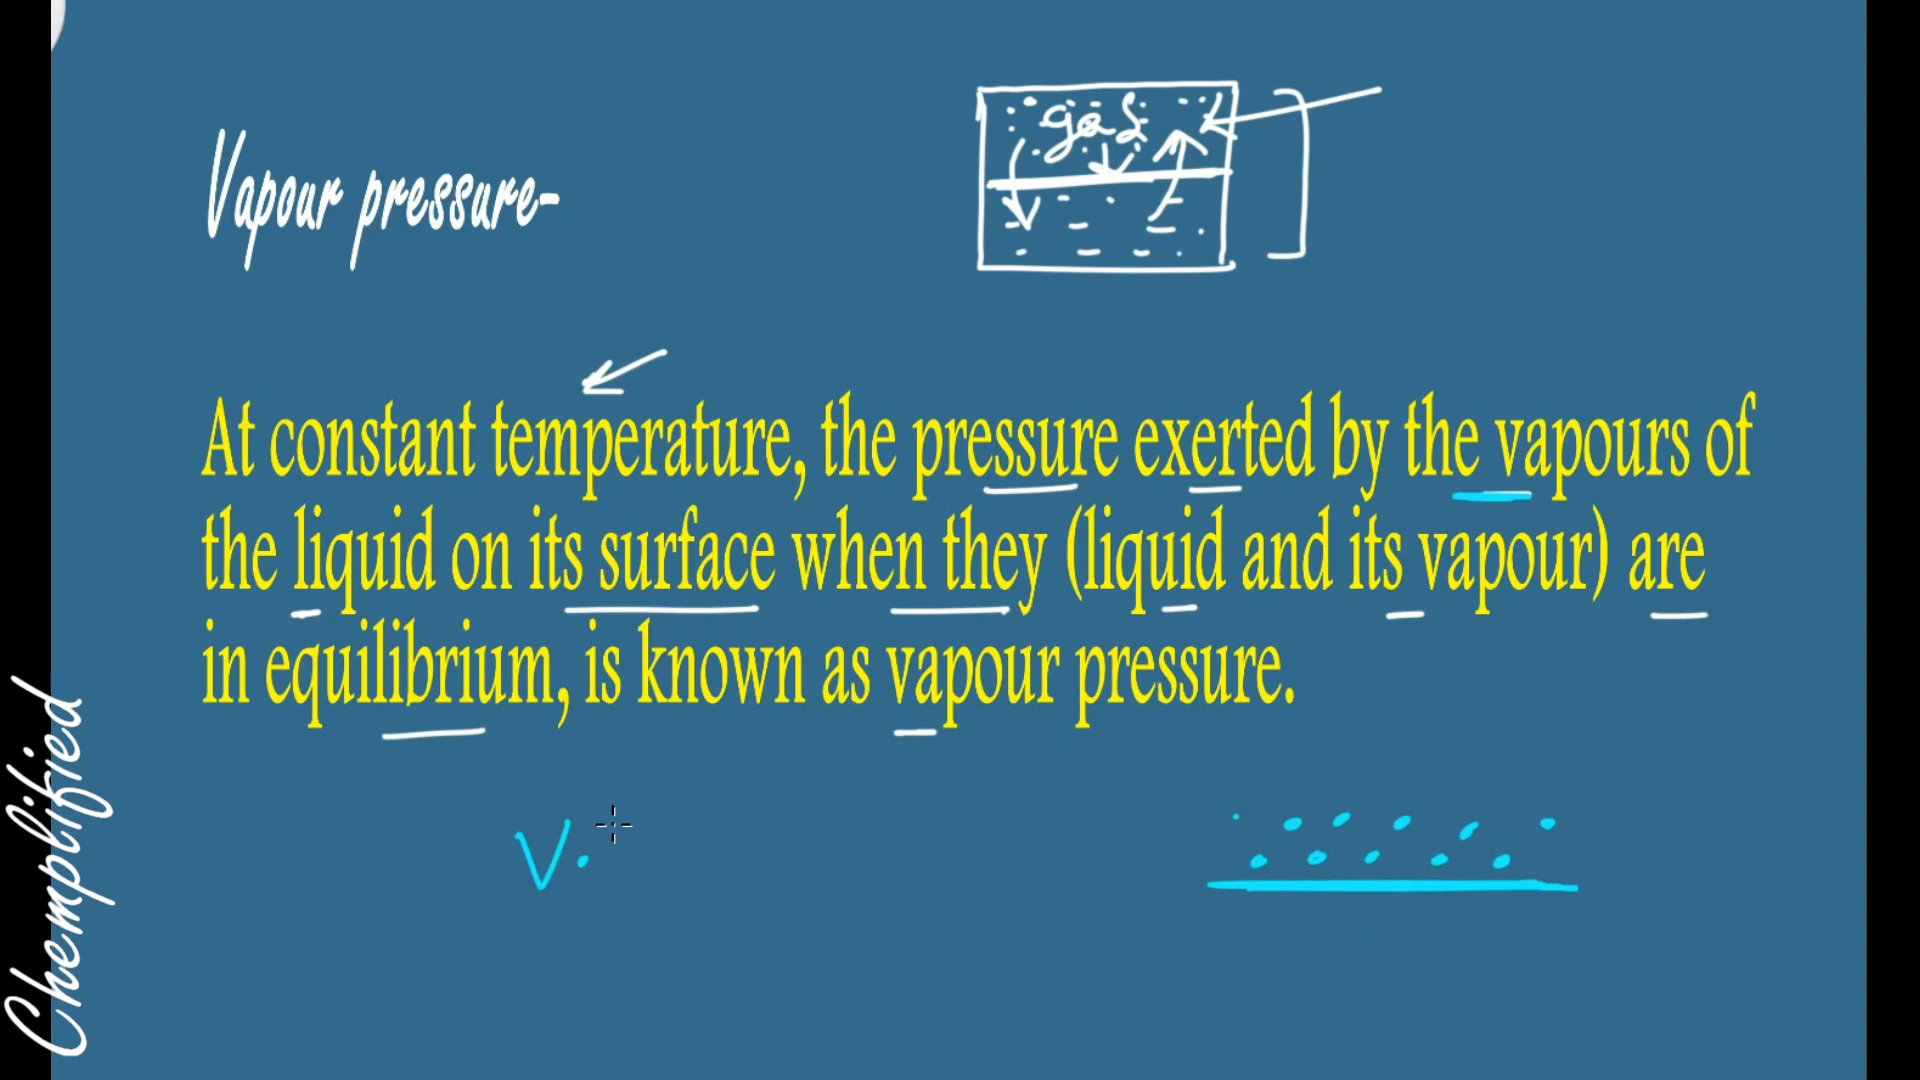 gas
Vapour pressure-
At constant temperature, the pressure exerted by the vapours of
the liquid on its surface when they (liquid and its vapour) are
in equilibrium, is known as vapour pressure.
V.
Chemplified